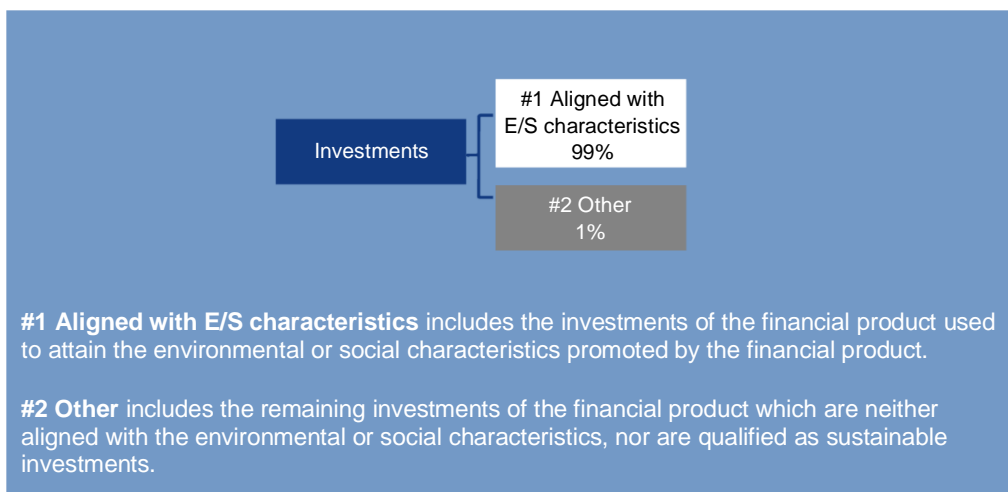 #1 Aligned with
E/S characteristics
99%
Investments
#2 Other
1%
#1 Aligned with E/S characteristics includes the investments of the financial product used
to attain the environmental or social characteristics promoted by the financial product.
#2 Other includes the remaining investments of the financial product which are neither
aligned with the environmental or social characteristics, nor are qualified as sustainable
investments.